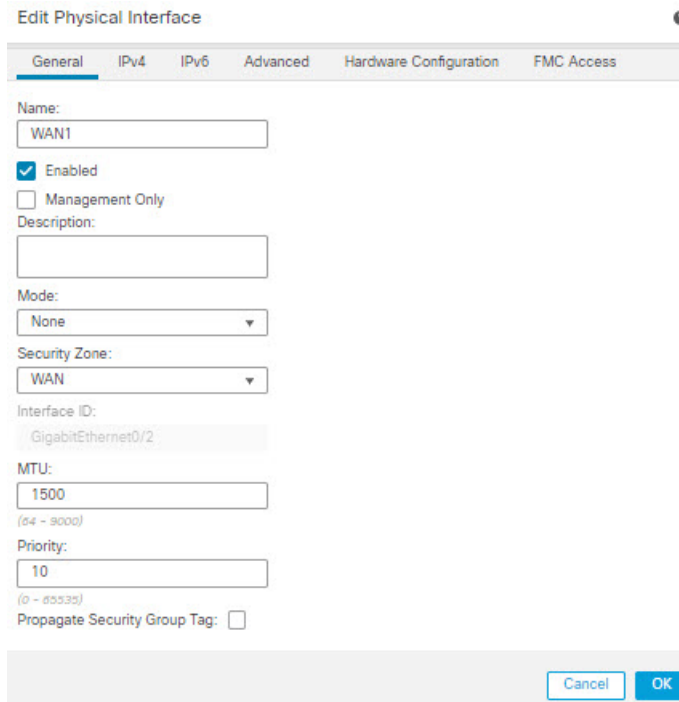 Edit Physical Interface
General IPv4 IPv6 Advanced Hardware Configuration FMC Access
Name:
WAN1
Enabled
Management Only
Description:
Mode:
None
Security Zone:
WAN
Interface ID:
GigabitEthernet0/2
MTU:
1500
(64 - 9000)
Priority:
10
(0 - 65535)
Propagate Security Group Tag:
Cancel OK